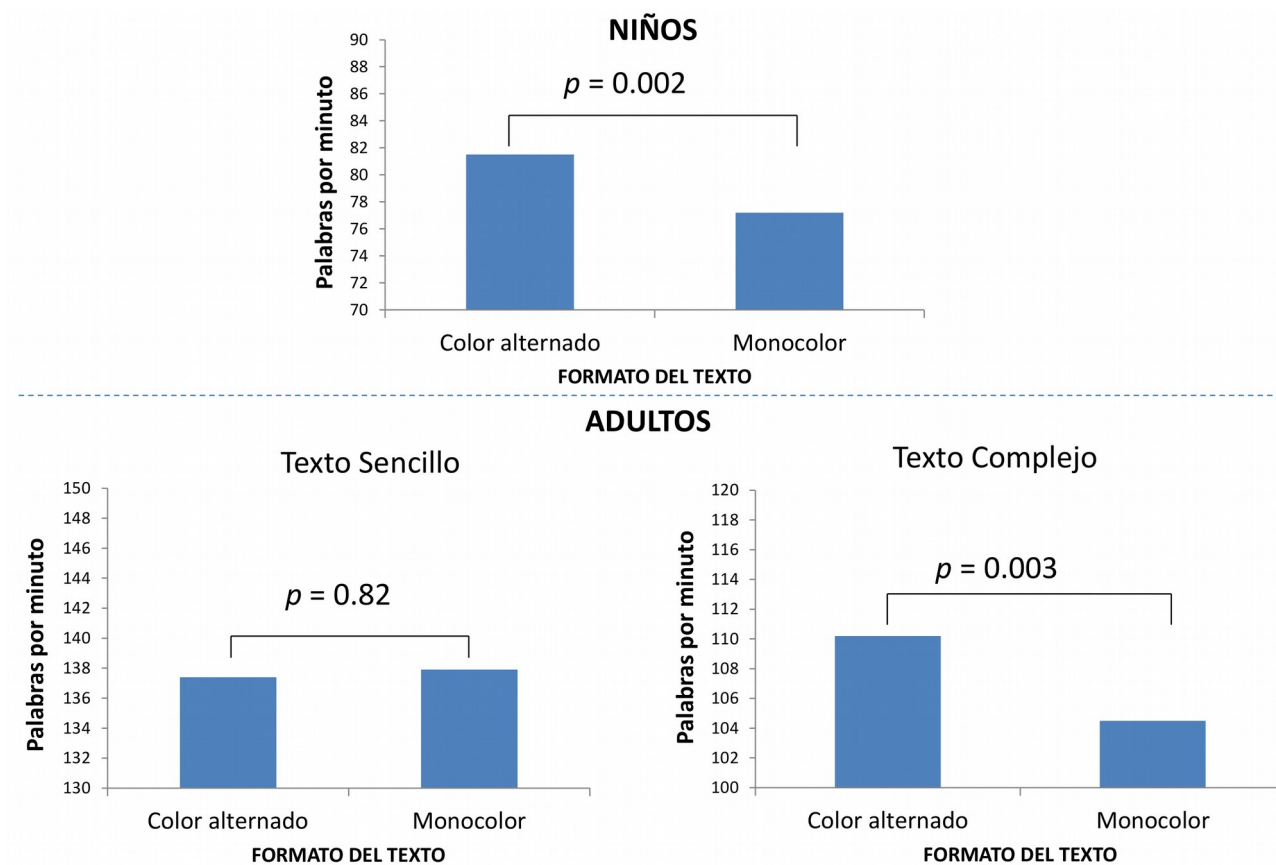 NIÑOS
Palabras por minuto
90
88
86
84
82
80
78
76
74
72
70
p = 0.002
Color alternado
Monocolor
FORMATO DEL TEXTO
ADULTOS
Texto Sencillo
Palabras por minuto
150
148
146
144
142
140
138
136
134
132
130
p = 0.82
Color alternado
Monocolor
FORMATO DEL TEXTO
Texto Complejo
Palabras por minuto
120
118
116
114
112
110
108
106
104
102
100
p = 0.003
Color alternado
Monocolor
FORMATO DEL TEXTO